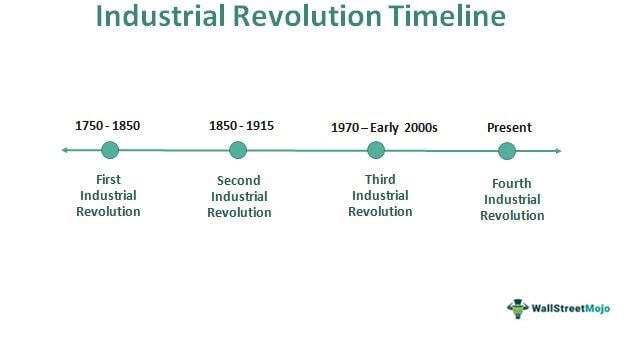 Industrial Revolution Timeline
1750 - 1850
1850 - 1915
1970 – Early 2000s
Present
First
Industrial
Revolution
Second
Industrial
Revolution
Third
Industrial
Revolution
Fourth
Industrial
Revolution
WallStreetMojo